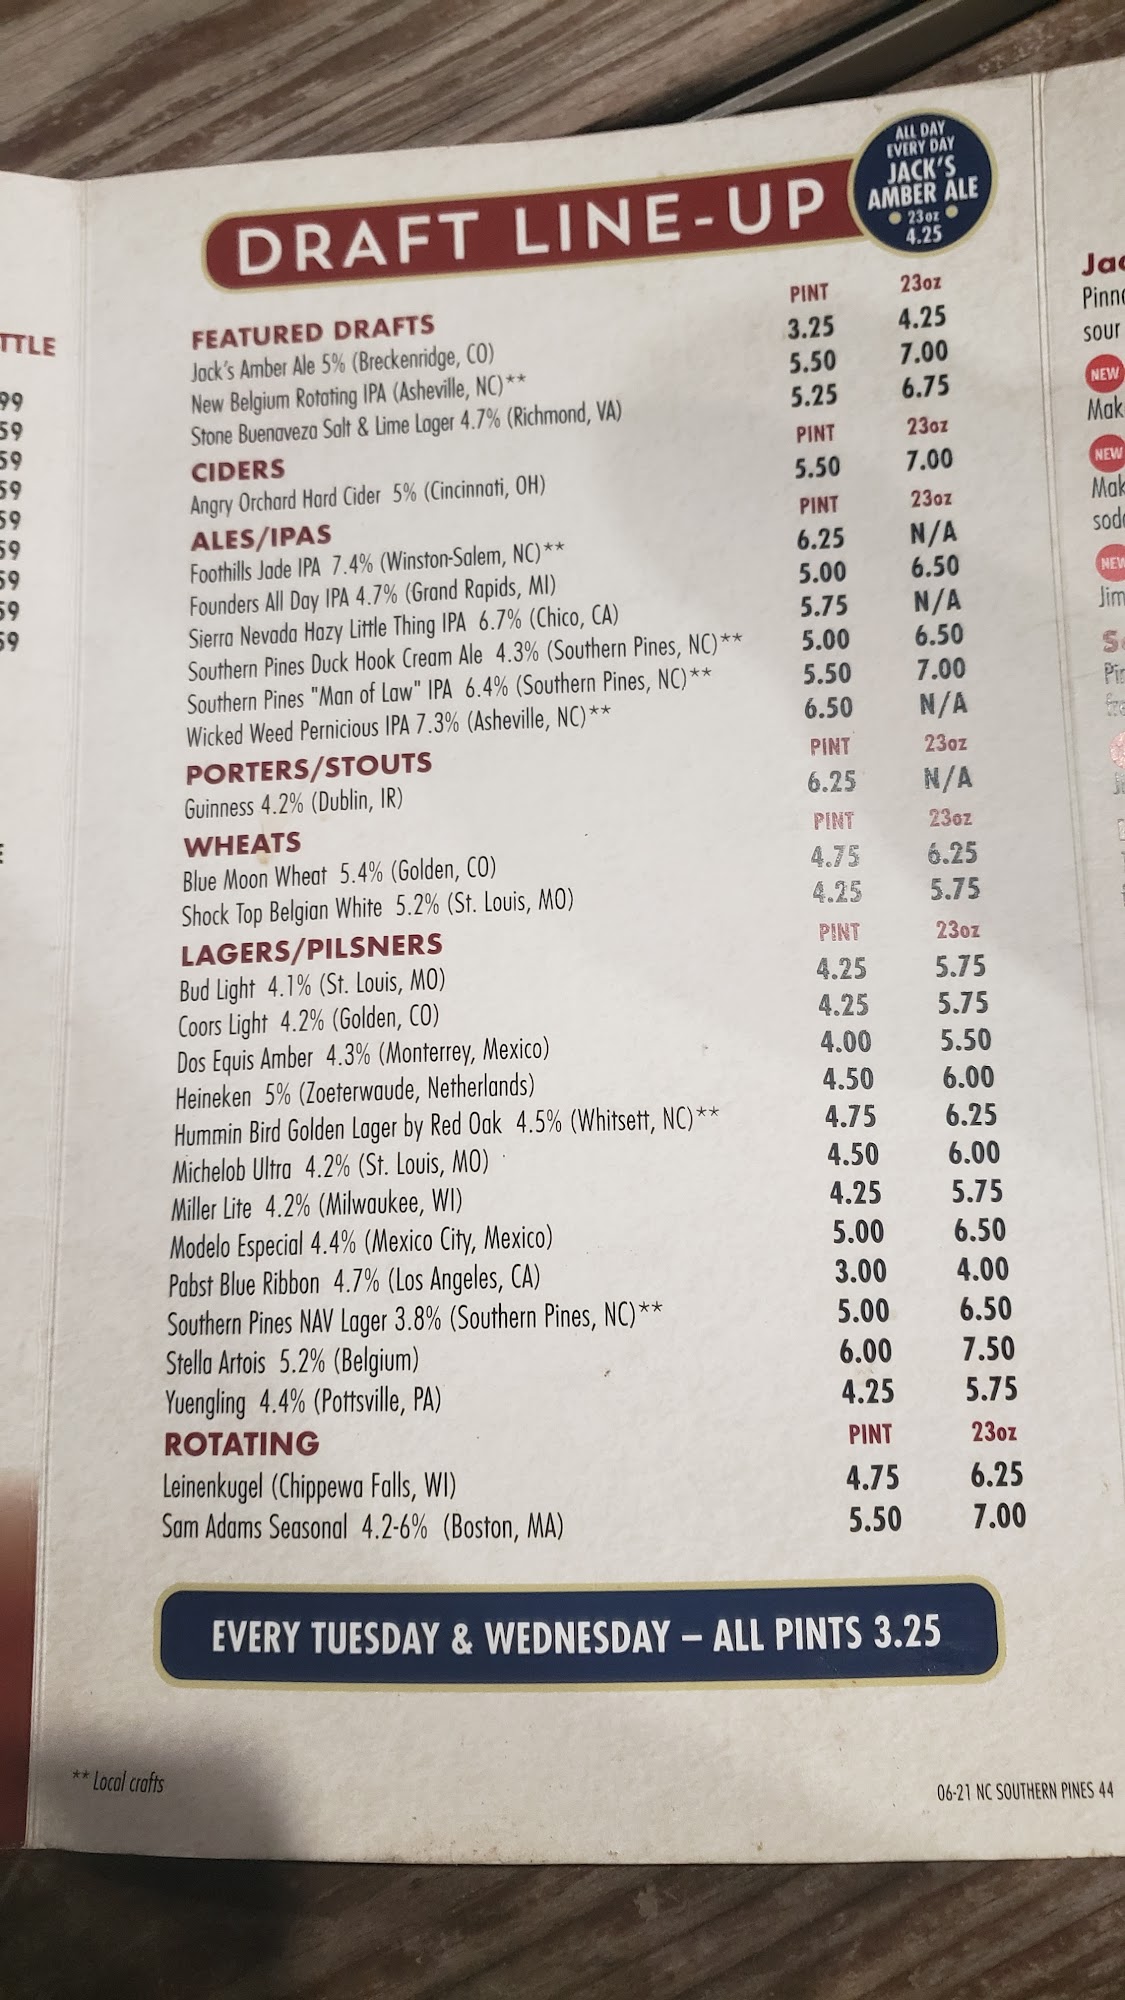 ALL DAY
EVERY DAY
JACK'S
AMBER ALE
23oz
4.25
DRAFT LINE-UP
FEATURED DRAFTS PINT 23oz
Jack's Amber Ale 5% (Breckenridge, CO) 3.25 4.25
New Belgium Rotating IPA (Asheville, NC)** 5.50 7.00
Stone Buenaveza Salt & Lime Lager 4.7% (Richmond, VA) 5.25 6.75
CIDERS PINT 23oz
Angry Orchard Hard Cider 5% (Cincinnati, OH) 5.50 7.00
ALES/IPAS PINT 23oz
Foothills Jade IPA 7.4% (Winston-Salem, NC)** 6.25 N/A
Founders All Day IPA 4.7% (Grand Rapids, MI) 5.00 6.50
Sierra Nevada Hazy Little Thing IPA 6.7% (Chico, CA) 5.75 N/A
Southern Pines Duck Hook Cream Ale 4.3% (Southern Pines, NC)** 5.00 6.50
Southern Pines "Man of Law" IPA 6.4% (Southern Pines, NC)** 5.50 7.00
Wicked Weed Pernicious IPA 7.3% (Asheville, NC)** 6.50 N/A
PORTERS/STOUTS PINT 23oz
Guinness 4.2% (Dublin, IR) 6.25 N/A
WHEATS PINT 23oz
Blue Moon Wheat 5.4% (Golden, CO) 4.75 6.25
Shock Top Belgian White 5.2% (St. Louis, MO) 4.25 5.75
LAGERS/PILSNERS PINT 23oz
Bud Light 4.1% (St. Louis, MO) 4.25 5.75
Coors Light 4.2% (Golden, CO) 4.25 5.75
Dos Equis Amber 4.3% (Monterrey, Mexico) 4.00 5.50
Heineken 5% (Zoeterwaude, Netherlands) 4.50 6.00
Hummin Bird Golden Lager by Red Oak 4.5% (Whitsett, NC)** 4.75 6.25
Michelob Ultra 4.2% (St. Louis, MO) 4.50 6.00
Miller Lite 4.2% (Milwaukee, WI) 4.25 5.75
Modelo Especial 4.4% (Mexico City, Mexico) 5.00 6.50
Pabst Blue Ribbon 4.7% (Los Angeles, CA) 3.00 4.00
Southern Pines NAV Lager 3.8% (Southern Pines, NC)** 5.00 6.50
Stella Artois 5.2% (Belgium) 6.00 7.50
Yuengling 4.4% (Pottsville, PA) 4.25 5.75
ROTATING PINT 23oz
Leinenkugel (Chippewa Falls, WI) 4.75 6.25
Sam Adams Seasonal 4.2-6% (Boston, MA) 5.50 7.00
EVERY TUESDAY & WEDNESDAY – ALL PINTS 3.25
** Local crafts
06-21 NC SOUTHERN PINES 44
TTLE
99
59
59
59
59
59
59
59
59
sour
NEW
NEW
NEW